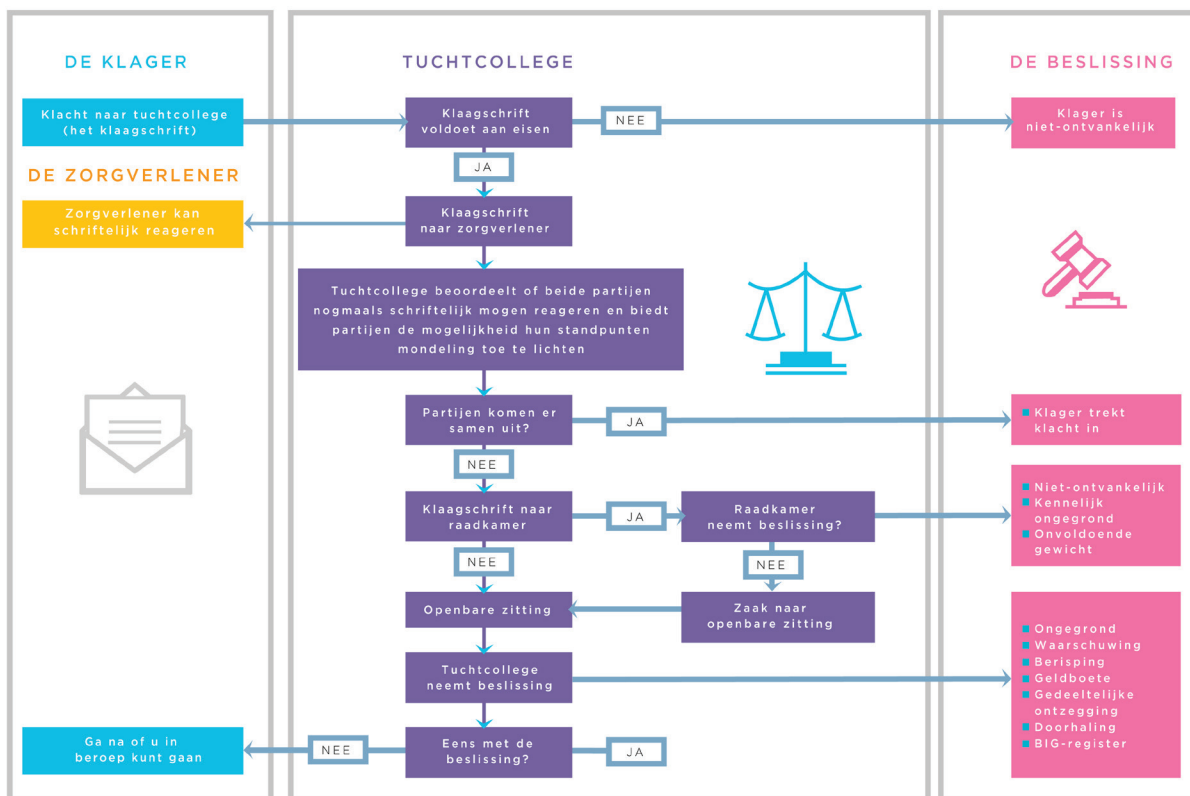 DE KLAGER
Klacht naar tuchtcollege
(het klaagschrift)
DE ZORGVERLENER
Zorgverlener kan
schriftelijk reageren
Ga na of u in
beroep kunt gaan
TUCHTCOLLEGE
Klaagschrift
voldoet aan eisen
NEE
JA
Klaagschrift
naar zorgverlener
Tuchtcollege beoordeelt of beide partijen
nogmaals schriftelijk mogen reageren en biedt
partijen de mogelijkheid hun standpunten
mondeling toe te lichten
Partijen komen er
samen uit?
JA
NEE
Klaagschrift naar
raadkamer
JA
Raadkamer
neemt beslissing?
NEE
NEE
Openbare zitting
Zaak naar
openbare zitting
Tuchtcollege
neemt beslissing
NEE
Eens met de
beslissing?
JA
DE BESLISSING
Klager is
niet-ontvankelijk
Klager trekt
klacht in
Niet-ontvankelijk
Kennelijk
ongegrond
Onvoldoende
gewicht
Ongegrond
Waarschuwing
Berisping
Geldboete
Gedeeltelijke
ontzegging
Doorhaling
BIG-register